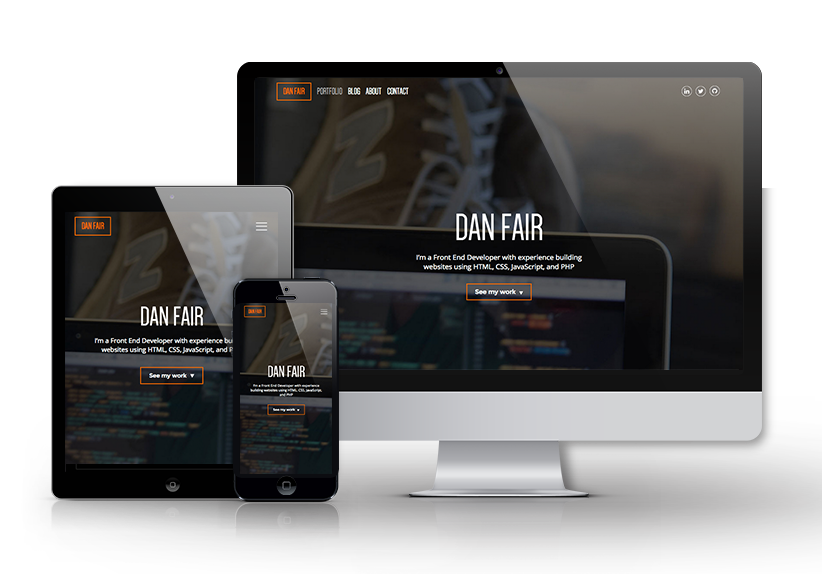 DAN FAIR PORTFOLIO BLOG ABOUT CONTACT
in
DAN FAIR
I'm a Front End Developer with experience building
websites using HTML, CSS, JavaScript, and PHP
See my work ▼
DAN FAIR
DAN FAIR
I'm a Front End Developer with experience bu
websites using HTML, CSS, JavaScript, and P
See my work ▼
DAN FAIR
DAN FAIR
I'm a Front End Developer with experience
building websites using HTML, CSS, JavaScript,
and PHP
See my work ▼
Z
Z